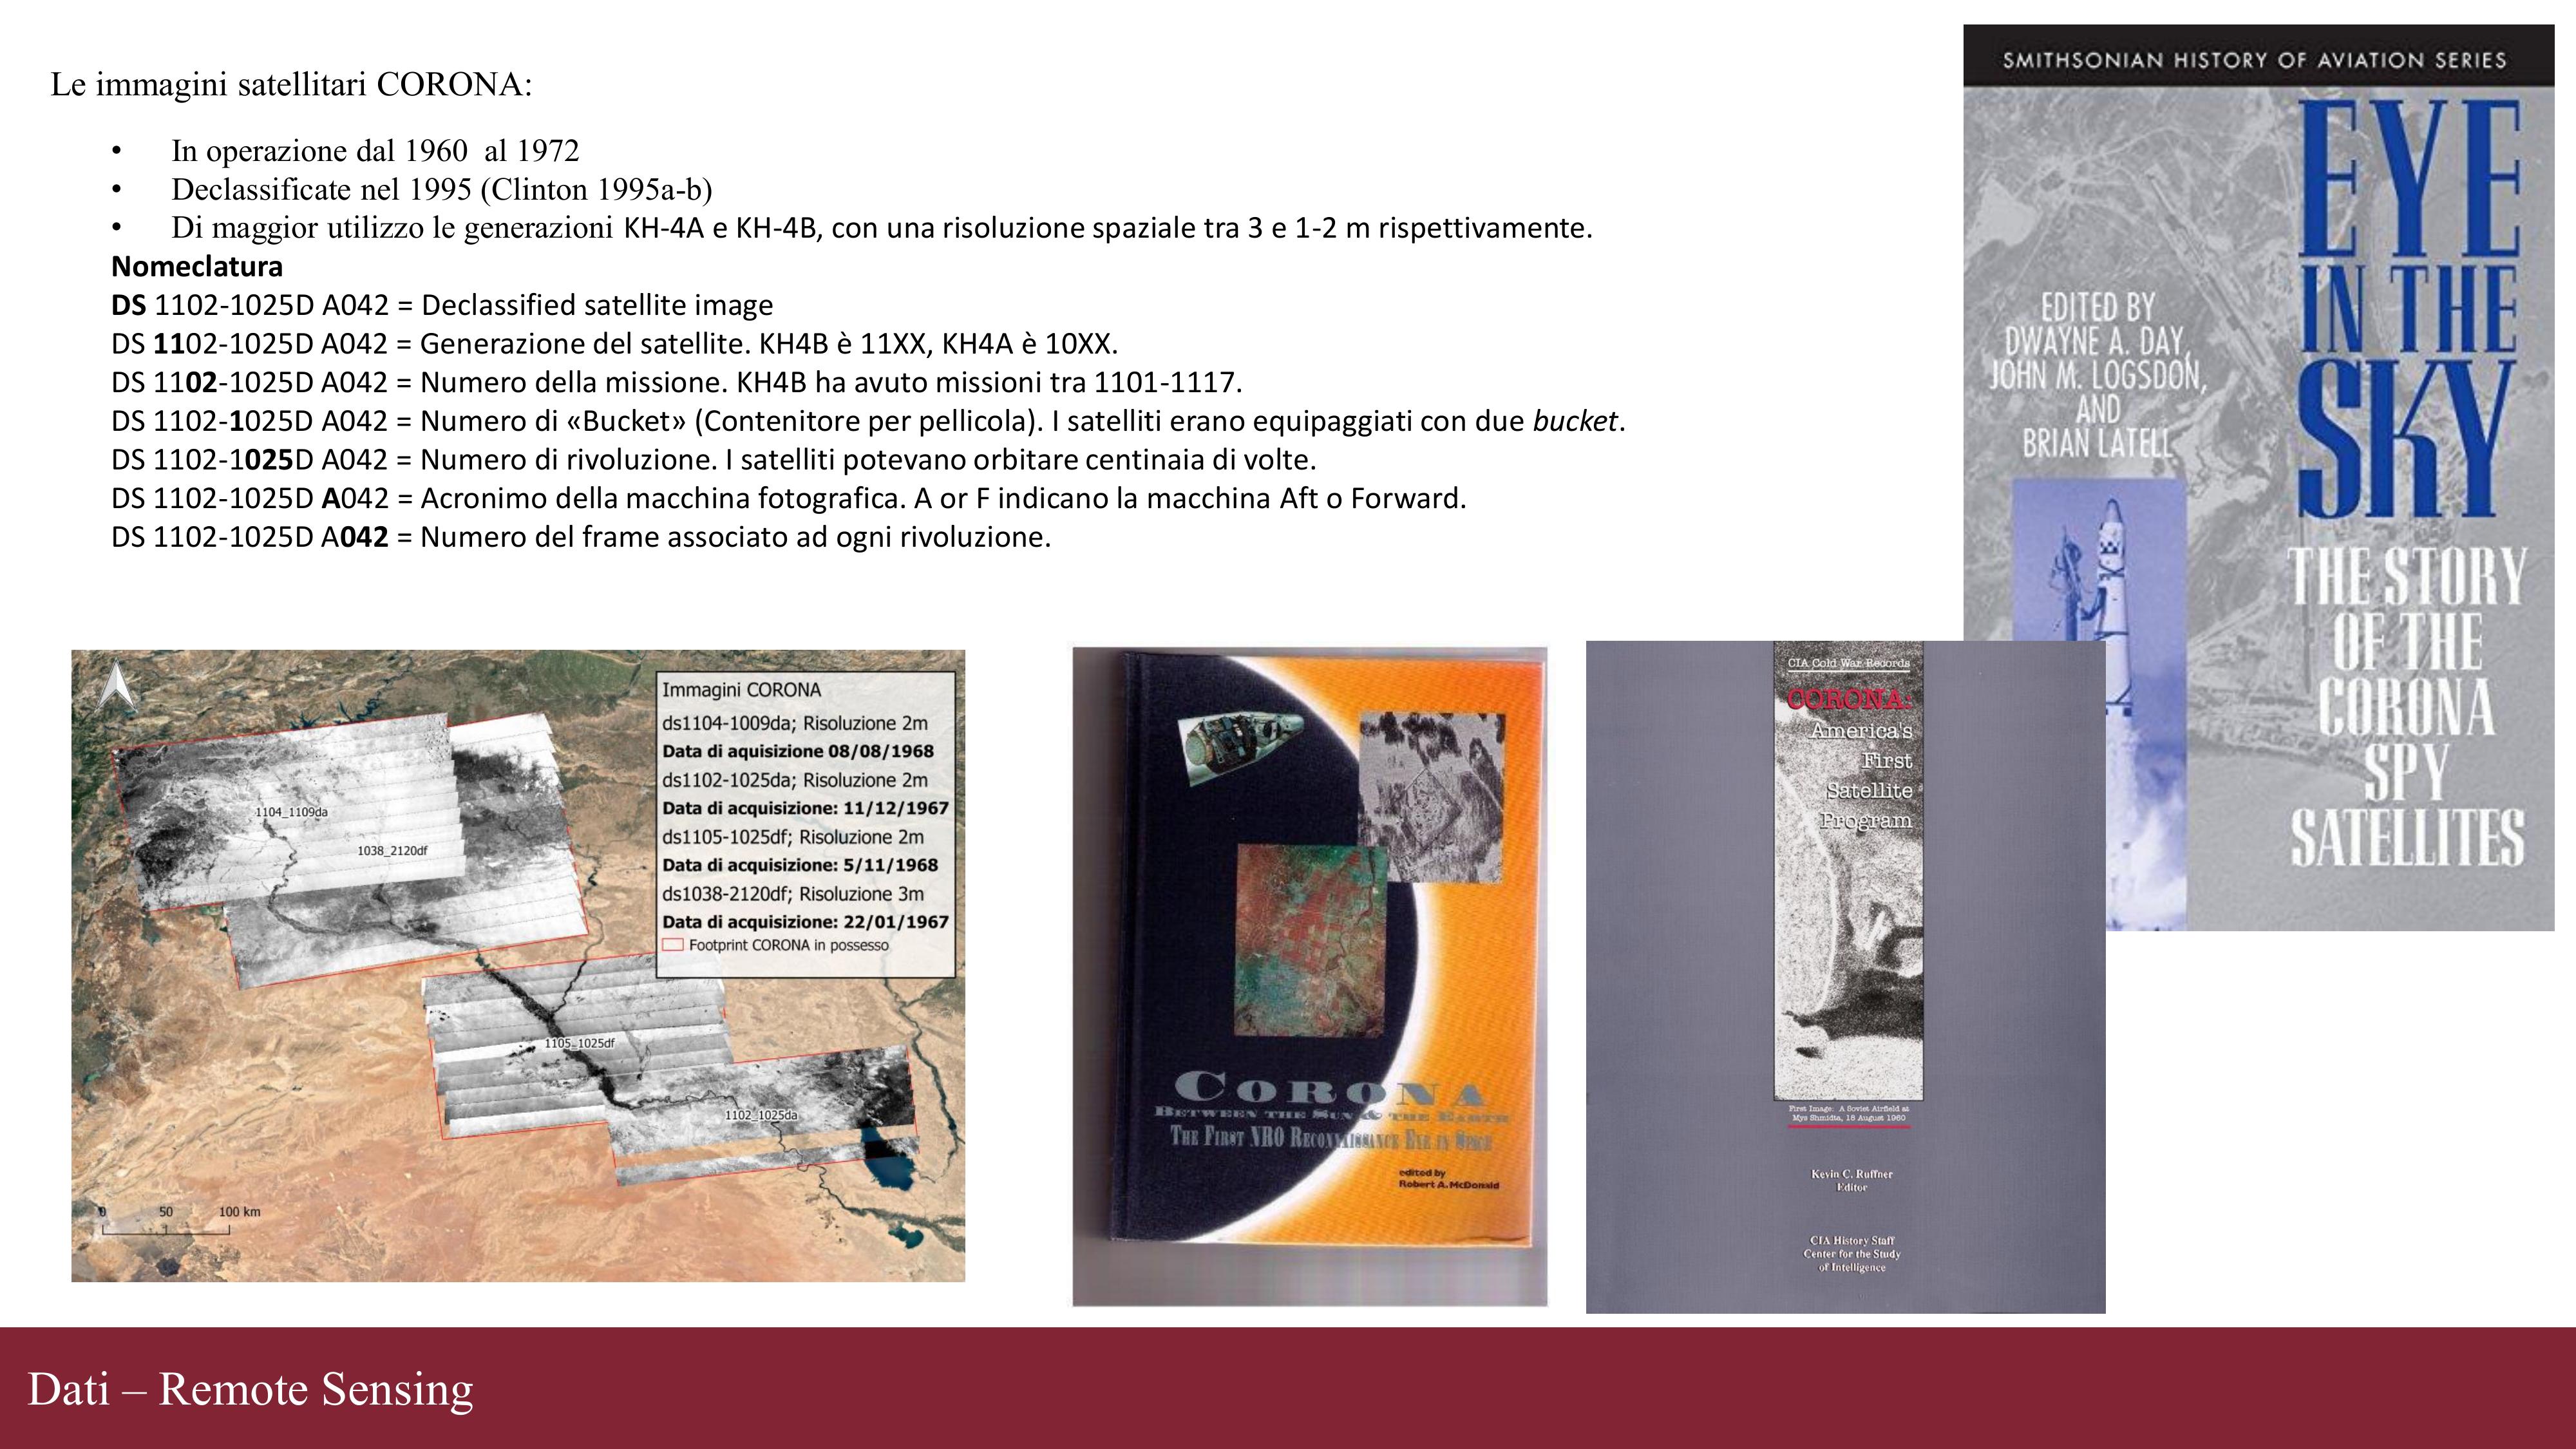 Le immagini satellitari CORONA:
• In operazione dal 1960  al 1972
• Declassificate nel 1995 (Clinton 1995a-b)
• Di maggior utilizzo le generazioni KH-4A e KH-4B, con una risoluzione spaziale tra 3 e 1-2 m rispettivamente.
Nomeclatura
DS 1102-1025D A042 = Declassified satellite image
DS 1102-1025D A042 = Generazione del satellite. KH4B è 11XX, KH4A è 10XX.
DS 1102-1025D A042 = Numero della missione. KH4B ha avuto missioni tra 1101-1117.
DS 1102-1025D A042 = Numero di «Bucket» (Contenitore per pellicola). I satelliti erano equipaggiati con due bucket.
DS 1102-1025D A042 = Numero di rivoluzione. I satelliti potevano orbitare centinaia di volte.
DS 1102-1025D A042 = Acronimo della macchina fotografica. A or F indicano la macchina Aft o Forward.
DS 1102-1025D A042 = Numero del frame associato ad ogni rivoluzione.
SMITHSONIAN HISTORY OF AVIATION SERIES
EYE
IN THE
SKY
EDITED BY
DWAYNE A. DAY,
JOHN M. LOGSDON,
AND
BRIAN LATELL
THE STORY
OF THE
CORONA
SPY
SATELLITES
Immagini CORONA
ds1104-1009da; Risoluzione 2m
Data di aquisizione 08/08/1968
ds1102-1025da; Risoluzione 2m
Data di acquisizione: 11/12/1967
ds1105-1025df; Risoluzione 2m
Data di acquisizione: 5/11/1968
ds1038-2120df; Risoluzione 3m
Data di acquisizione: 22/01/1967
Footprint CORONA in possesso
1104_1109da
1038_2120df
1105_1025df
1102_1025da
0 50 100 km
CORONA
BETWEEN THE SUN & THE EARTH
THE FIRST NRO RECONNAISSANCE EYE IN SPACE
edited by
Robert A. McDonald
CIA Cold War Records
CORONA:
America's
First
Satellite
Program
First Image: A Soviet Airfield at
Mys Shmidta, 18 August 1960
Kevin C. Ruffner
Editor
CIA History Staff
Center for the Study
of Intelligence
Dati – Remote Sensing